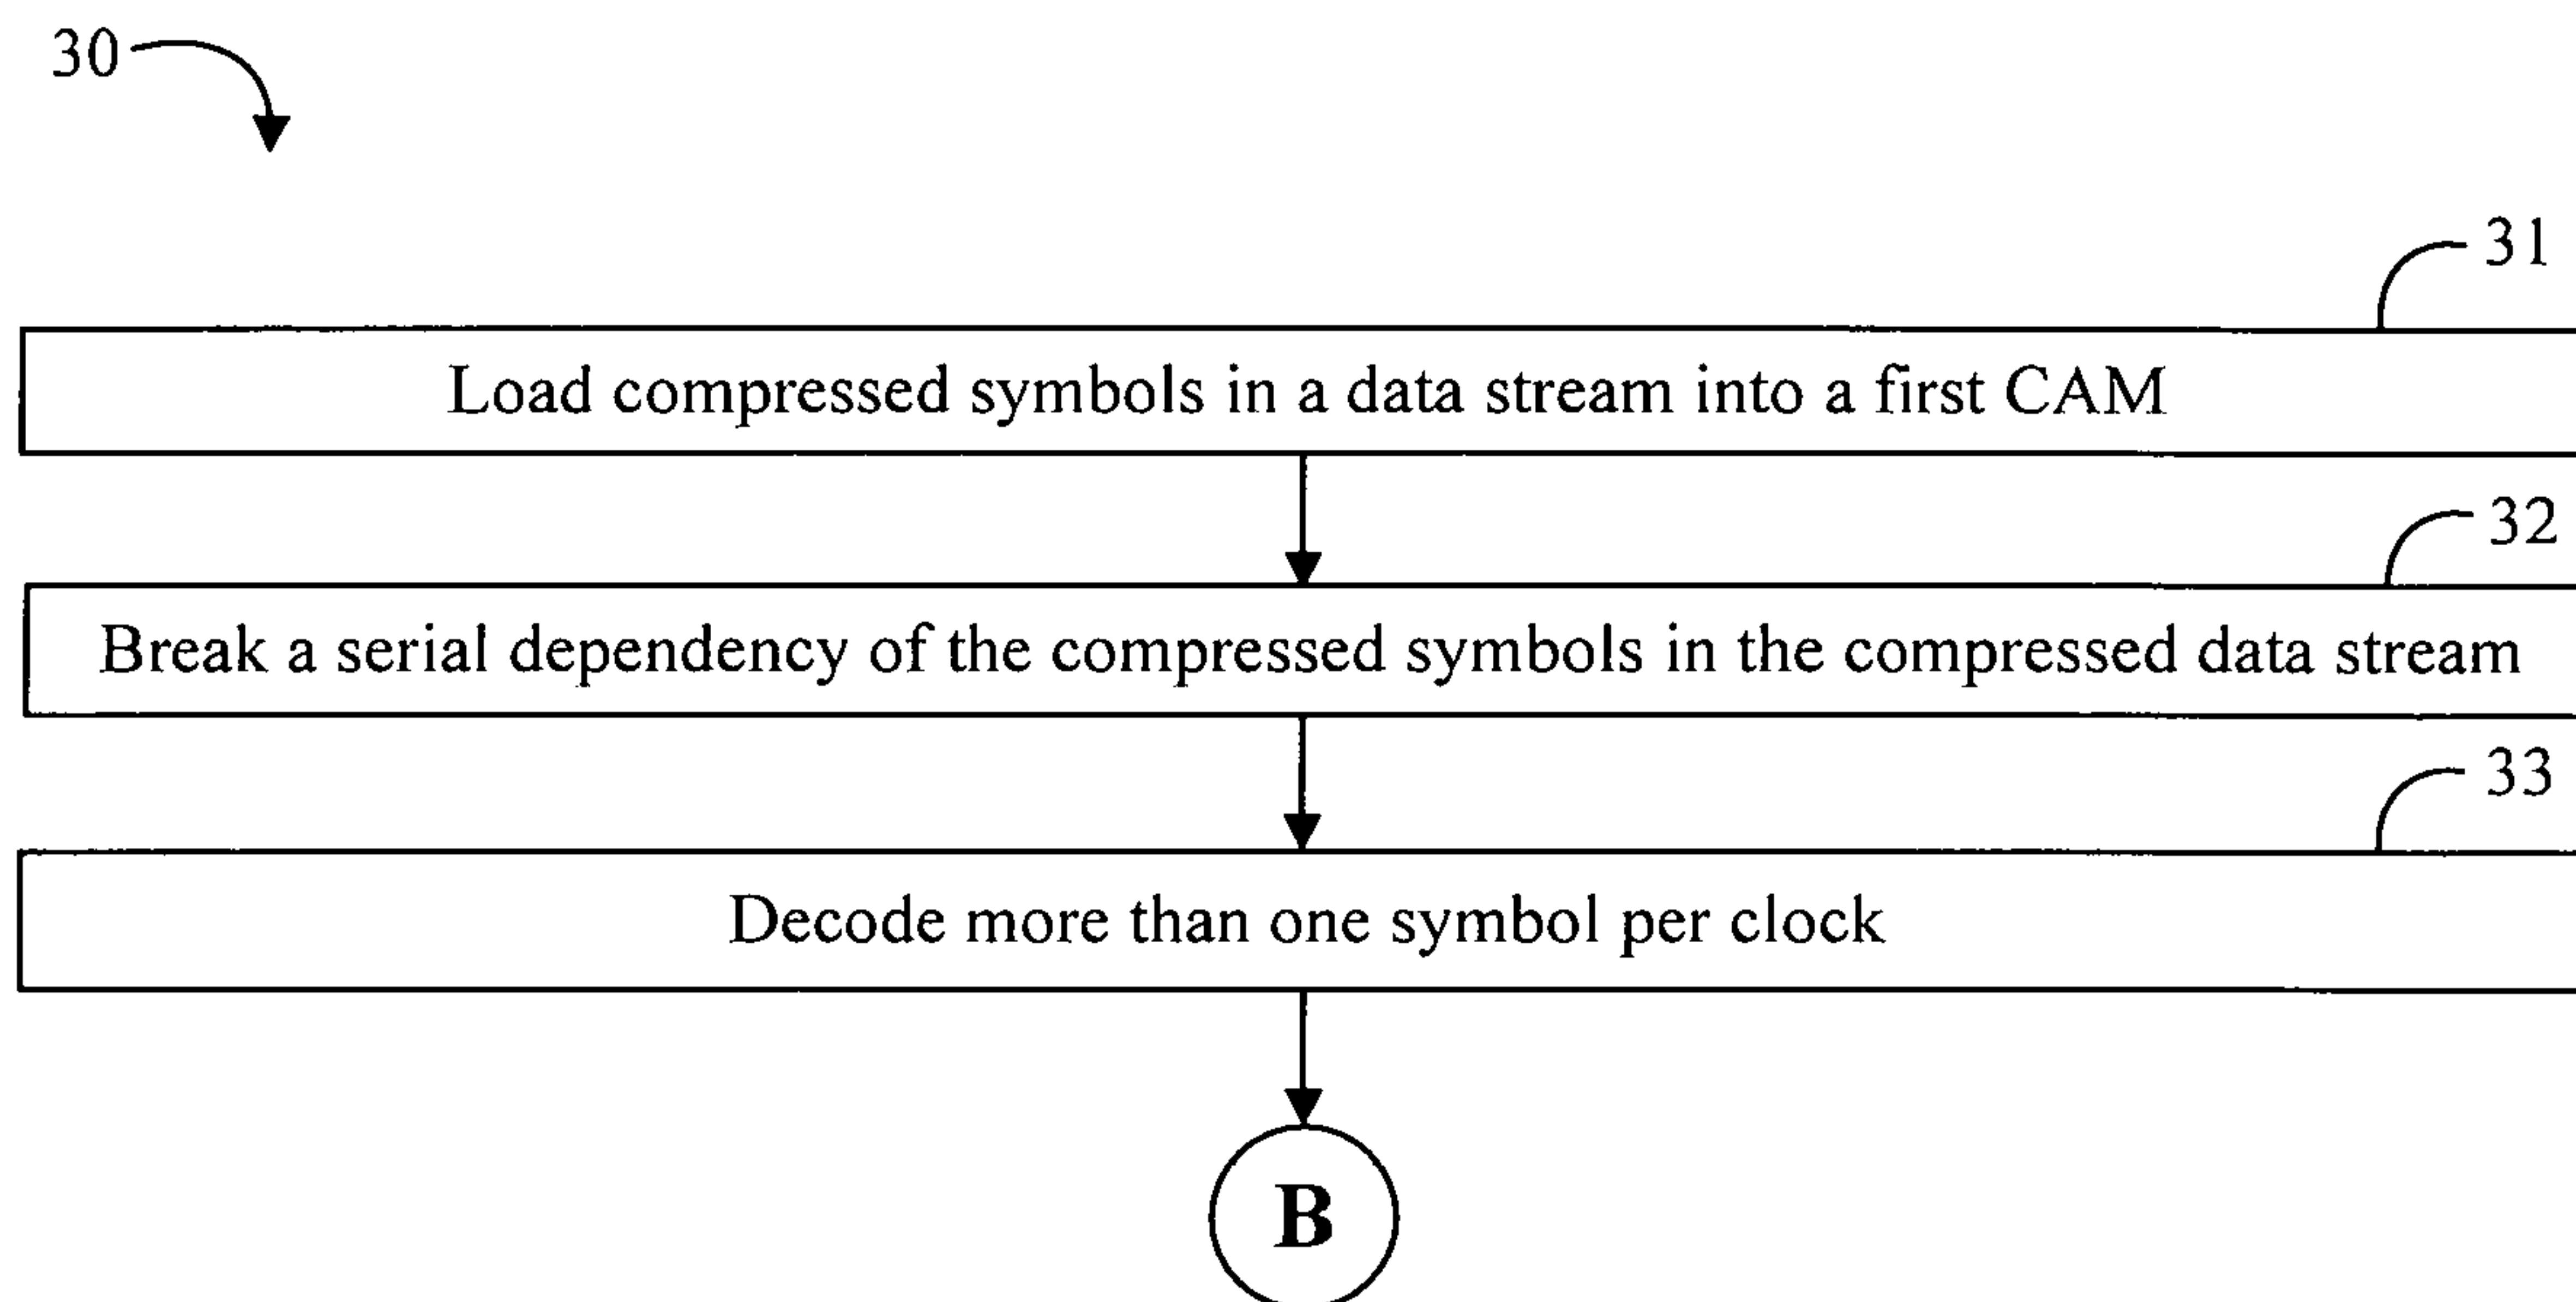 30
31
Load compressed symbols in a data stream into a first CAM
32
Break a serial dependency of the compressed symbols in the compressed data stream
33
Decode more than one symbol per clock
B